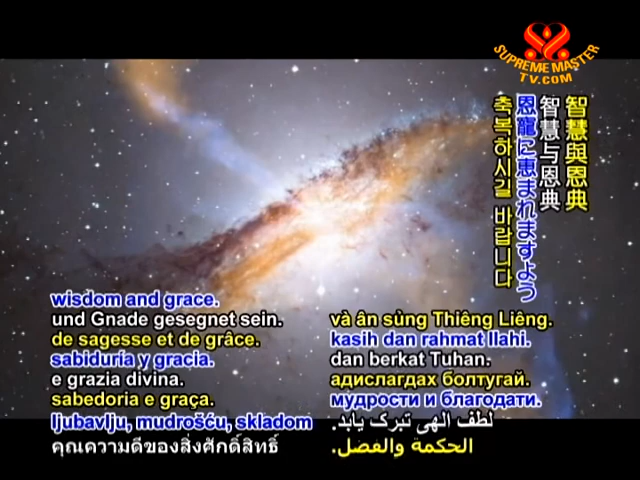 SUPREME MASTER
TV.COM
智慧與恩典
智慧与恩典
恩寵に恵まれますよう
축복하시길 바랍니다
wisdom and grace.
und Gnade gesegnet sein.
de sagesse et de grâce.
sabiduría y gracia.
e grazia divina.
sabedoria e graça.
ljubavlju, mudrošću, skladom
คุณความดีของสิ่งศักดิ์สิทธิ์
và ân sủng Thiêng Liêng.
kasih dan rahmat Ilahi.
dan berkat Tuhan.
адислагдах болтугай.
мудрости и благодати.
لطف الهی تبرک یابد.
الحكمة والفضل.